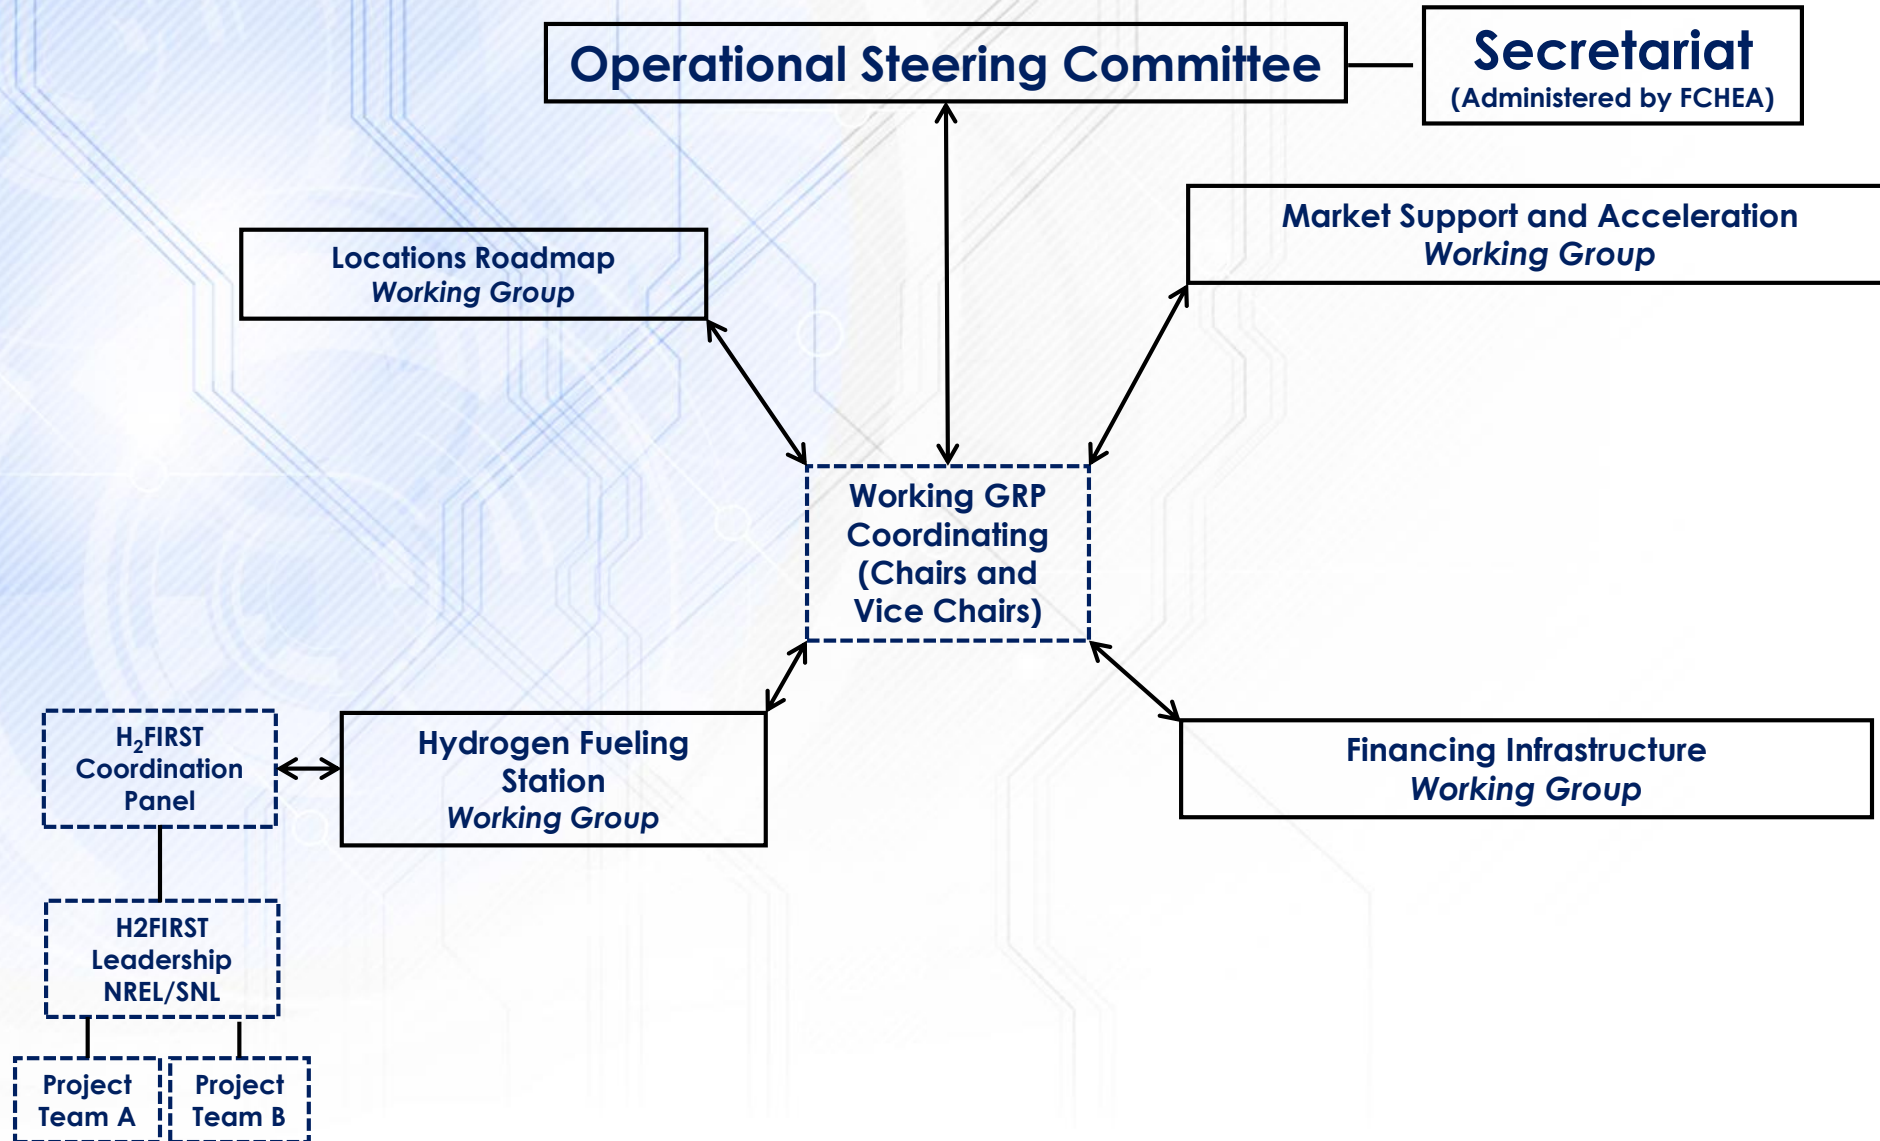 Operational Steering Committee
Secretariat
(Administered by FCHEA)
Market Support and Acceleration
Working Group
Locations Roadmap
Working Group
Working GRP
Coordinating
(Chairs and
Vice Chairs)
H₂FIRST
Coordination
Panel
Hydrogen Fueling
Station
Working Group
Financing Infrastructure
Working Group
H2FIRST
Leadership
NREL/SNL
Project
Team A
Project
Team B